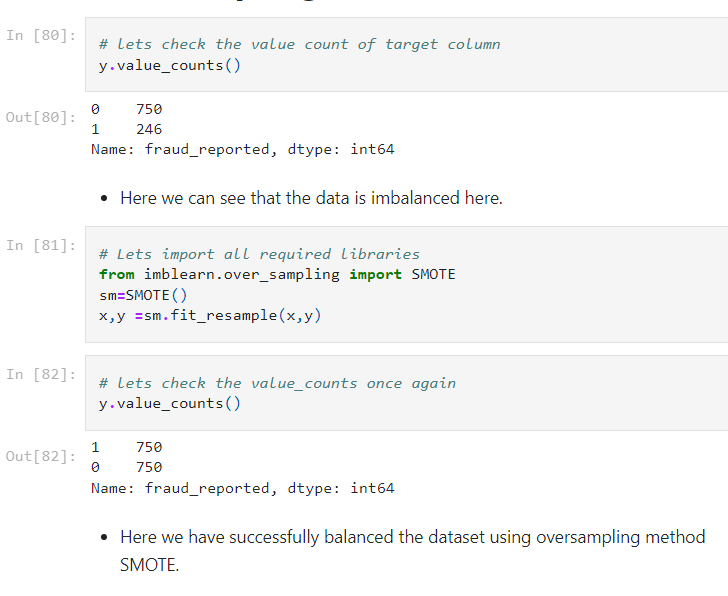 In [80]:
# lets check the value count of target column
y.value_counts()
Out[80]:
0    750
1    246
Name: fraud_reported, dtype: int64
• Here we can see that the data is imbalanced here.
In [81]:
# Lets import all required libraries
from imblearn.over_sampling import SMOTE
sm=SMOTE()
x,y =sm.fit_resample(x,y)
In [82]:
# lets check the value_counts once again
y.value_counts()
Out[82]:
1    750
0    750
Name: fraud_reported, dtype: int64
• Here we have successfully balanced the dataset using oversampling method
SMOTE.